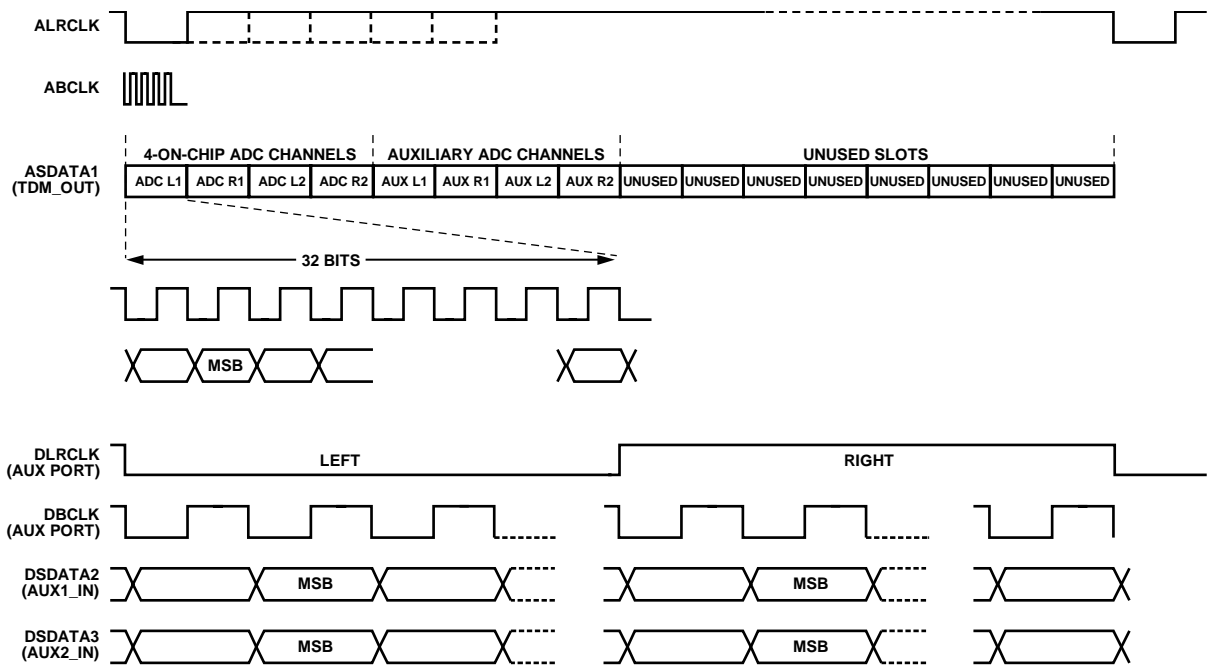 ALRCLK
ABCLK
4-ON-CHIP ADC CHANNELS AUXILIARY ADC CHANNELS UNUSED SLOTS
ASDATA1
(TDM_OUT)
ADC L1 ADC R1 ADC L2 ADC R2 AUX L1 AUX R1 AUX L2 AUX R2 UNUSED UNUSED UNUSED UNUSED UNUSED UNUSED UNUSED UNUSED
32 BITS
MSB
DLRCLK
(AUX PORT)
LEFT RIGHT
DBCLK
(AUX PORT)
DSDATA2
(AUX1_IN)
MSB MSB
DSDATA3
(AUX2_IN)
MSB MSB